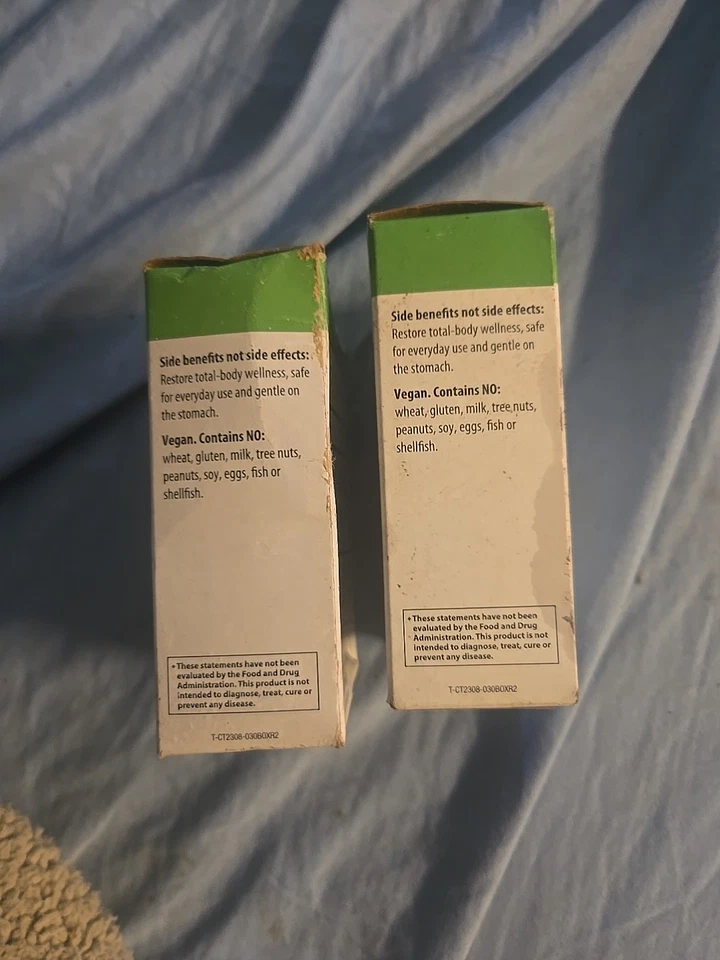 Side benefits not side effects:
Restore total-body wellness, safe
for everyday use and gentle on
the stomach.
Vegan. Contains NO:
wheat, gluten, milk, tree nuts,
peanuts, soy, eggs, fish or
shellfish.
• These statements have not been
evaluated by the Food and Drug
Administration. This product is not
intended to diagnose, treat, cure or
prevent any disease.
T-CT2308-030BOXR2
Side benefits not side effects:
Restore total-body wellness, safe
for everyday use and gentle on
the stomach.
Vegan. Contains NO:
wheat, gluten, milk, tree nuts,
peanuts, soy, eggs, fish or
shellfish.
• These statements have not been
evaluated by the Food and Drug
Administration. This product is not
intended to diagnose, treat, cure or
prevent any disease.
T-CT2308-030BOXR2